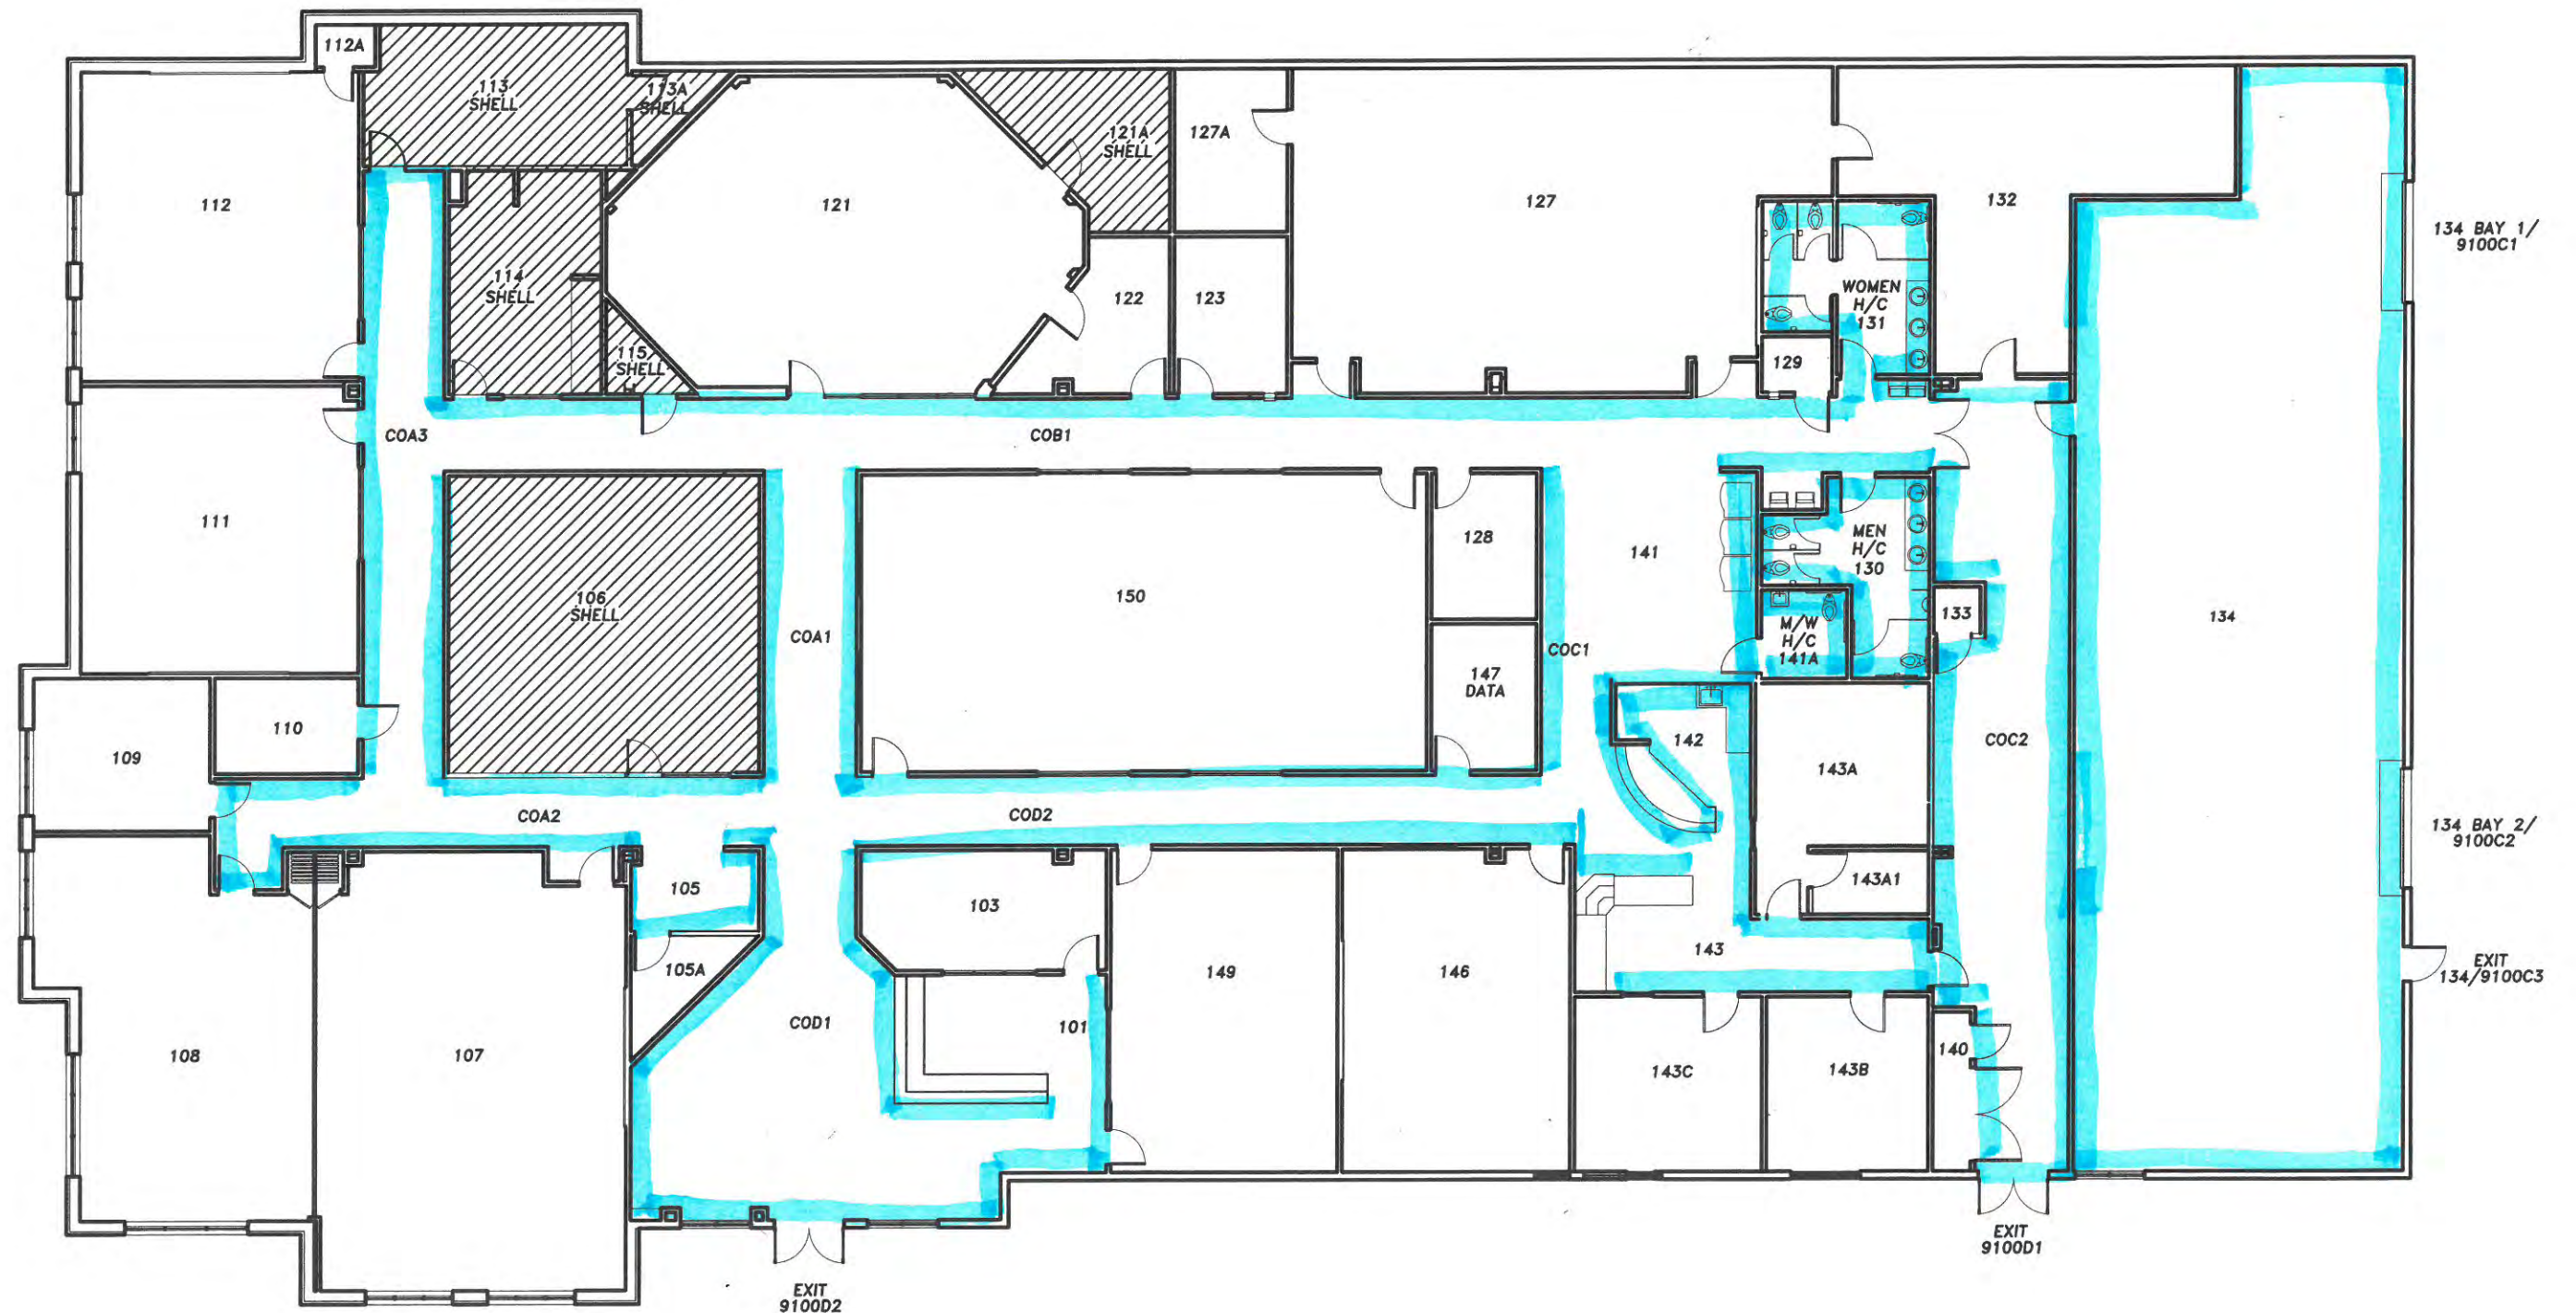 112A
113
SHELL
113A
SHELL
121A
SHELL
127A
112
121
127
132
134 BAY 1/
9100C1
114
SHELL
122
123
WOMEN
H/C
131
115
SHELL
129
COA3
COB1
111
128
141
MEN
H/C
130
106
SHELL
150
133
134
COA1
M/W
H/C
141A
COC1
147
DATA
110
109
142
COC2
143A
COA2
COD2
134 BAY 2/
9100C2
105
143A1
103
105A
149
146
143
EXIT
134/9100C3
COD1
101
108
107
140
143C
143B
EXIT
9100D1
EXIT
9100D2